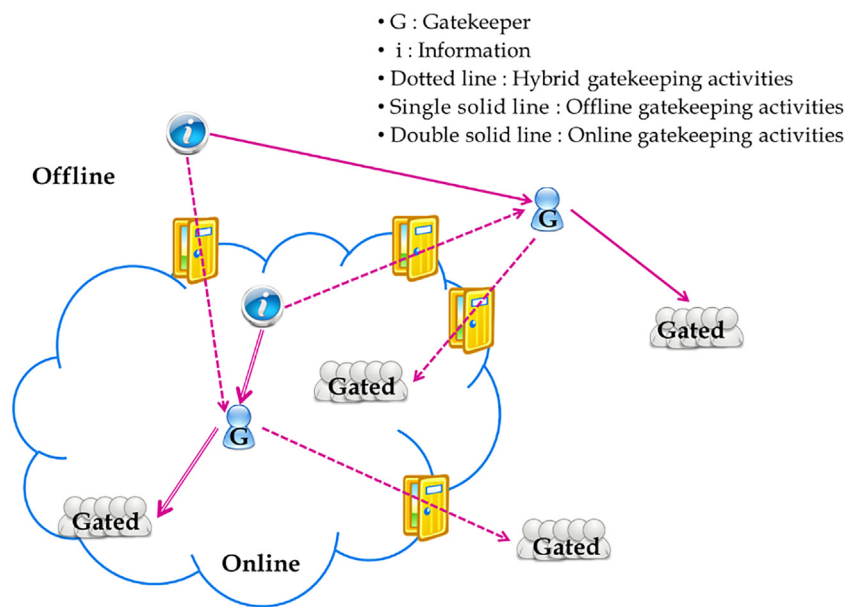 • G : Gatekeeper
• i : Information
• Dotted line : Hybrid gatekeeping activities
• Single solid line : Offline gatekeeping activities
• Double solid line : Online gatekeeping activities
i
Offline
G
i
Gated
Gated
G
Gated
Gated
Online